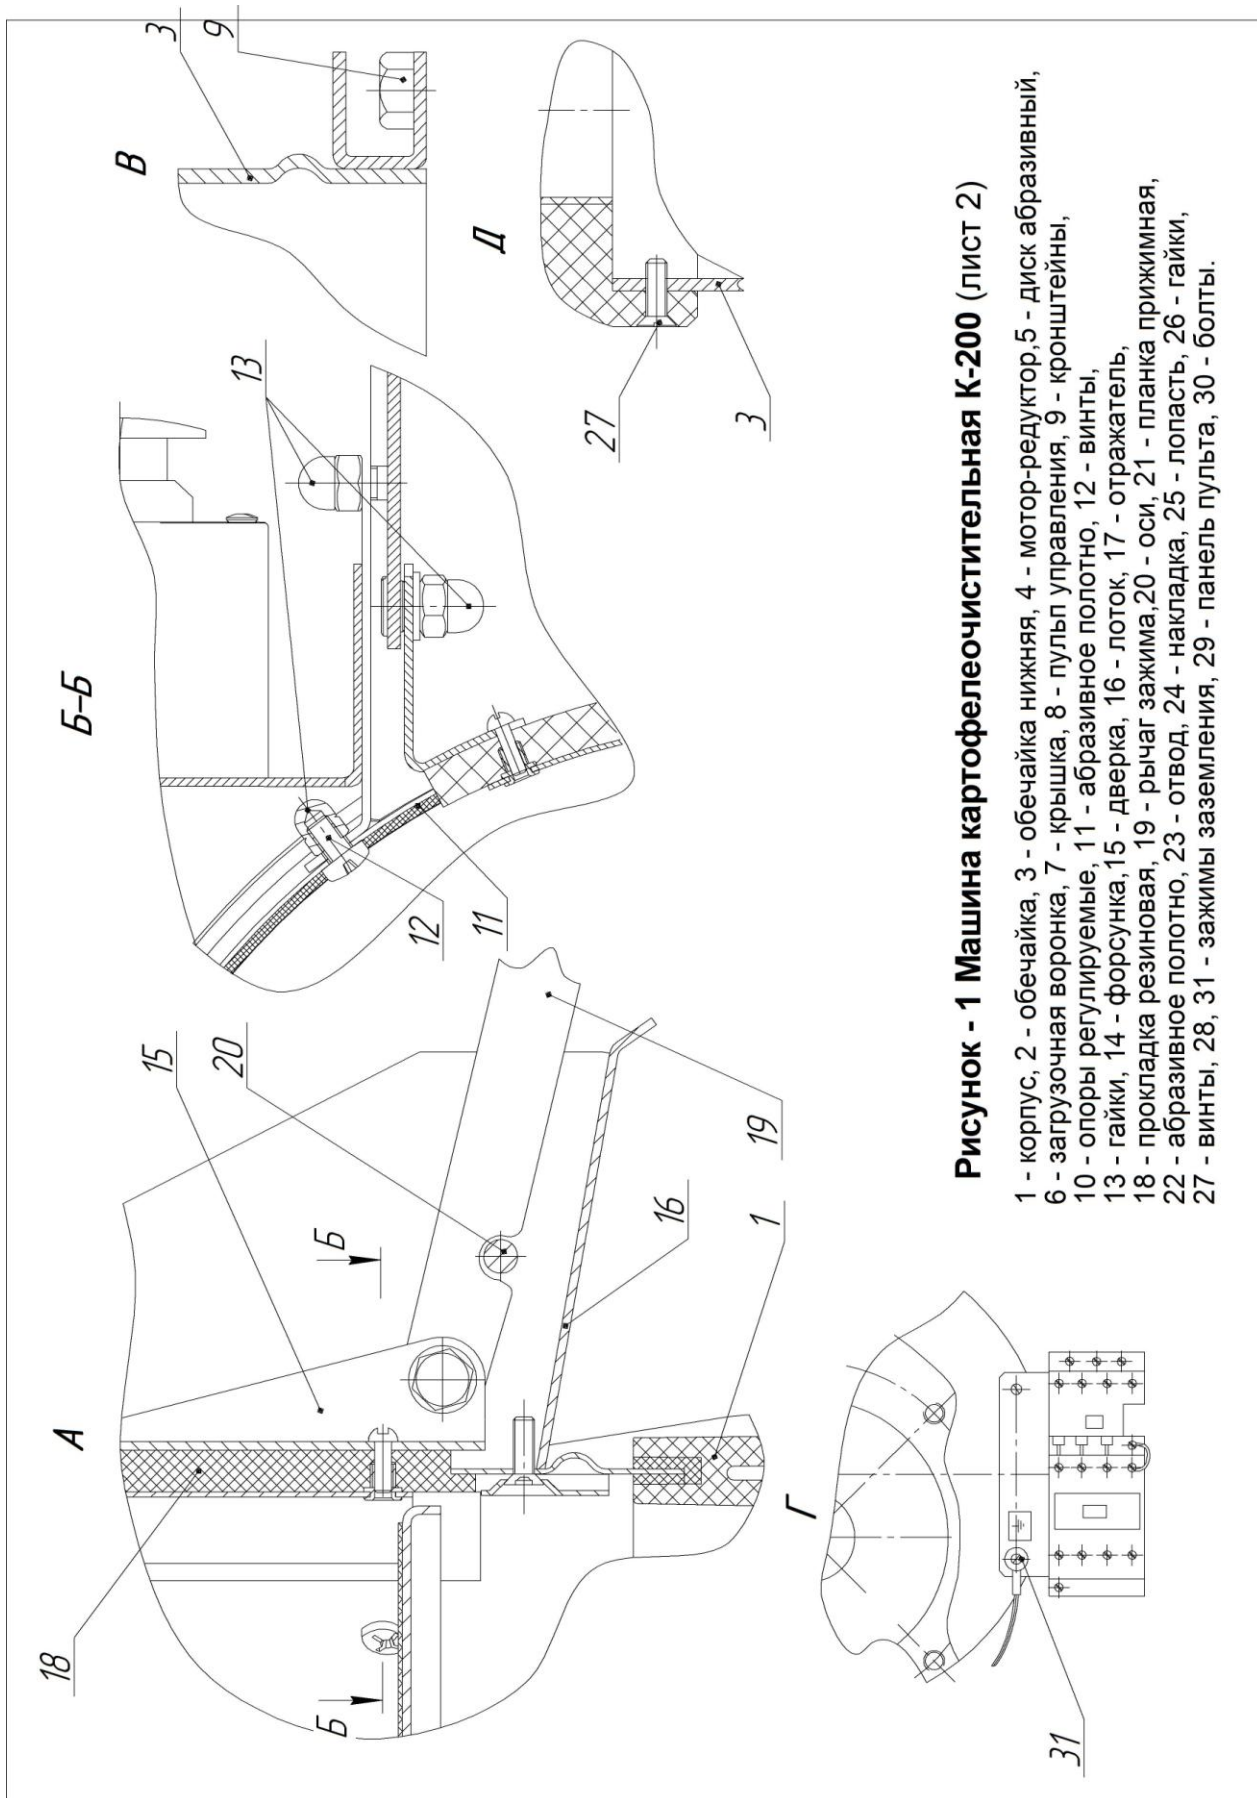 А
Б–Б
В
15
20
18
Б
Б
19
16
1
13
12
11
3
9
Д
27
3
Г
31
Рисунок - 1 Машина картофелеочистительная К-200 (лист 2)
1 - корпус, 2 - обечайка, 3 - обечайка нижняя, 4 - мотор-редуктор,5 - диск абразивный,
6 - загрузочная воронка, 7 - крышка, 8 - пульп управления, 9 - кронштейны,
10 - опоры регулируемые, 11 - абразивное полотно, 12 - винты,
13 - гайки, 14 - форсунка,15 - дверка, 16 - лоток, 17 - отражатель,
18 - прокладка резиновая, 19 - рычаг зажима,20 - оси, 21 - планка прижимная,
22 - абразивное полотно, 23 - отвод, 24 - накладка, 25 - лопасть, 26 - гайки,
27 - винты, 28, 31 - зажимы заземления, 29 - панель пульта, 30 - болты.